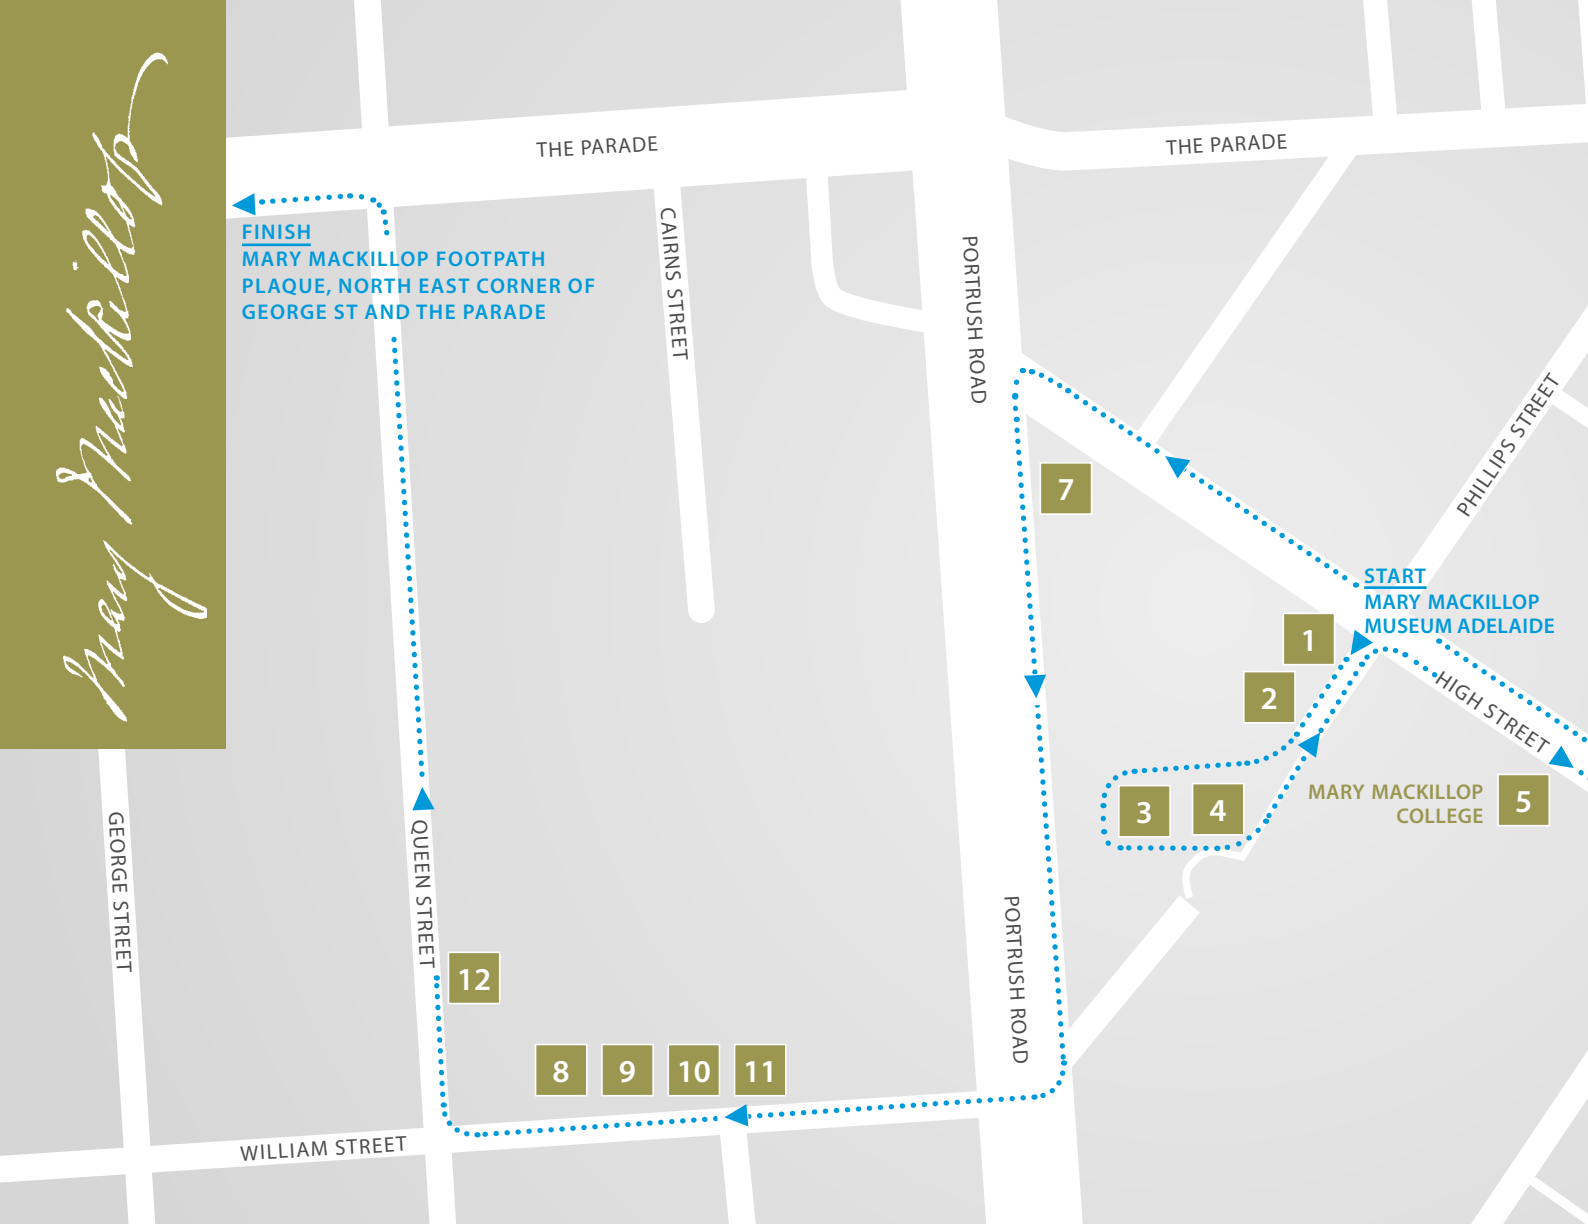 Mary Mackillop
THE PARADE
THE PARADE
FINISH
MARY MACKILLOP FOOTPATH
PLAQUE, NORTH EAST CORNER OF
GEORGE ST AND THE PARADE
CAIRNS STREET
PORTRUSH ROAD
PHILLIPS STREET
7
START
MARY MACKILLOP
MUSEUM ADELAIDE
1
2
HIGH STREET
3
4
MARY MACKILLOP
COLLEGE
5
GEORGE STREET
QUEEN STREET
PORTRUSH ROAD
12
8
9
10
11
WILLIAM STREET